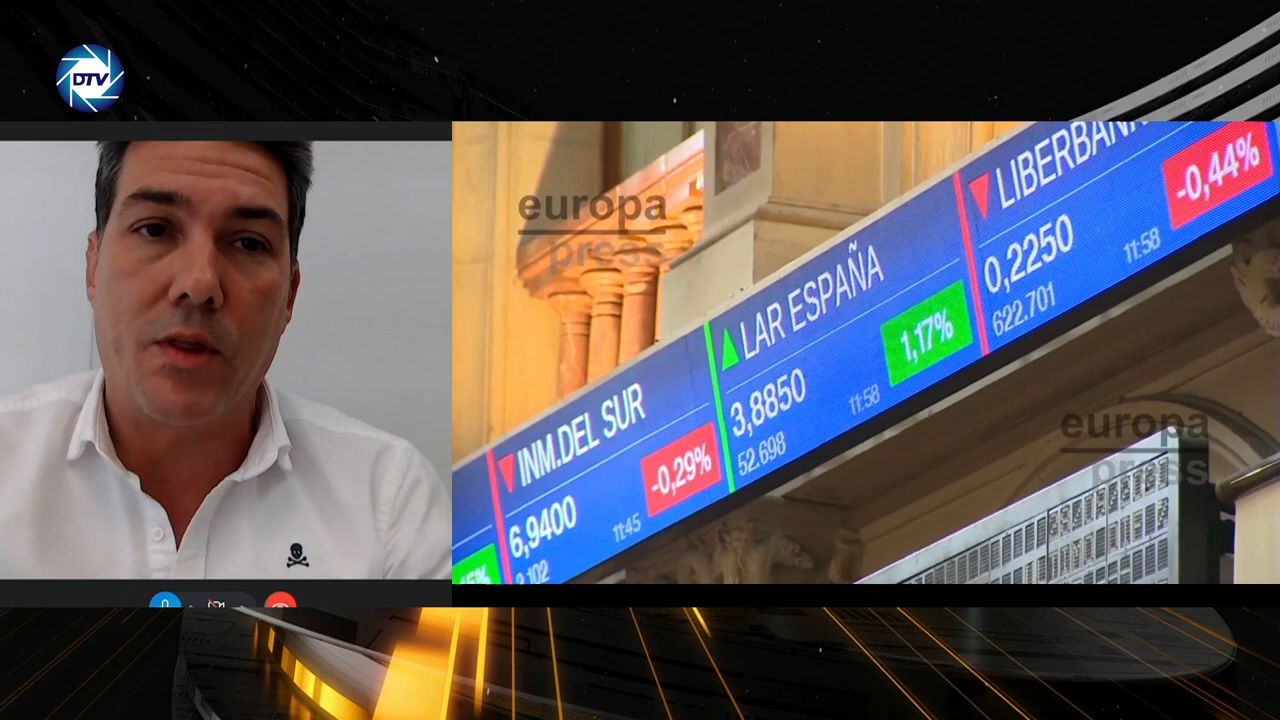 DTV
europa
press
INM.DEL SUR
6,9400
-0,29%
11:45
LAR ESPAÑA
3,8850
1,17%
52.698
11:58
LIBERBAN
0,2250
-0,44%
622.701
11:58
europa
press